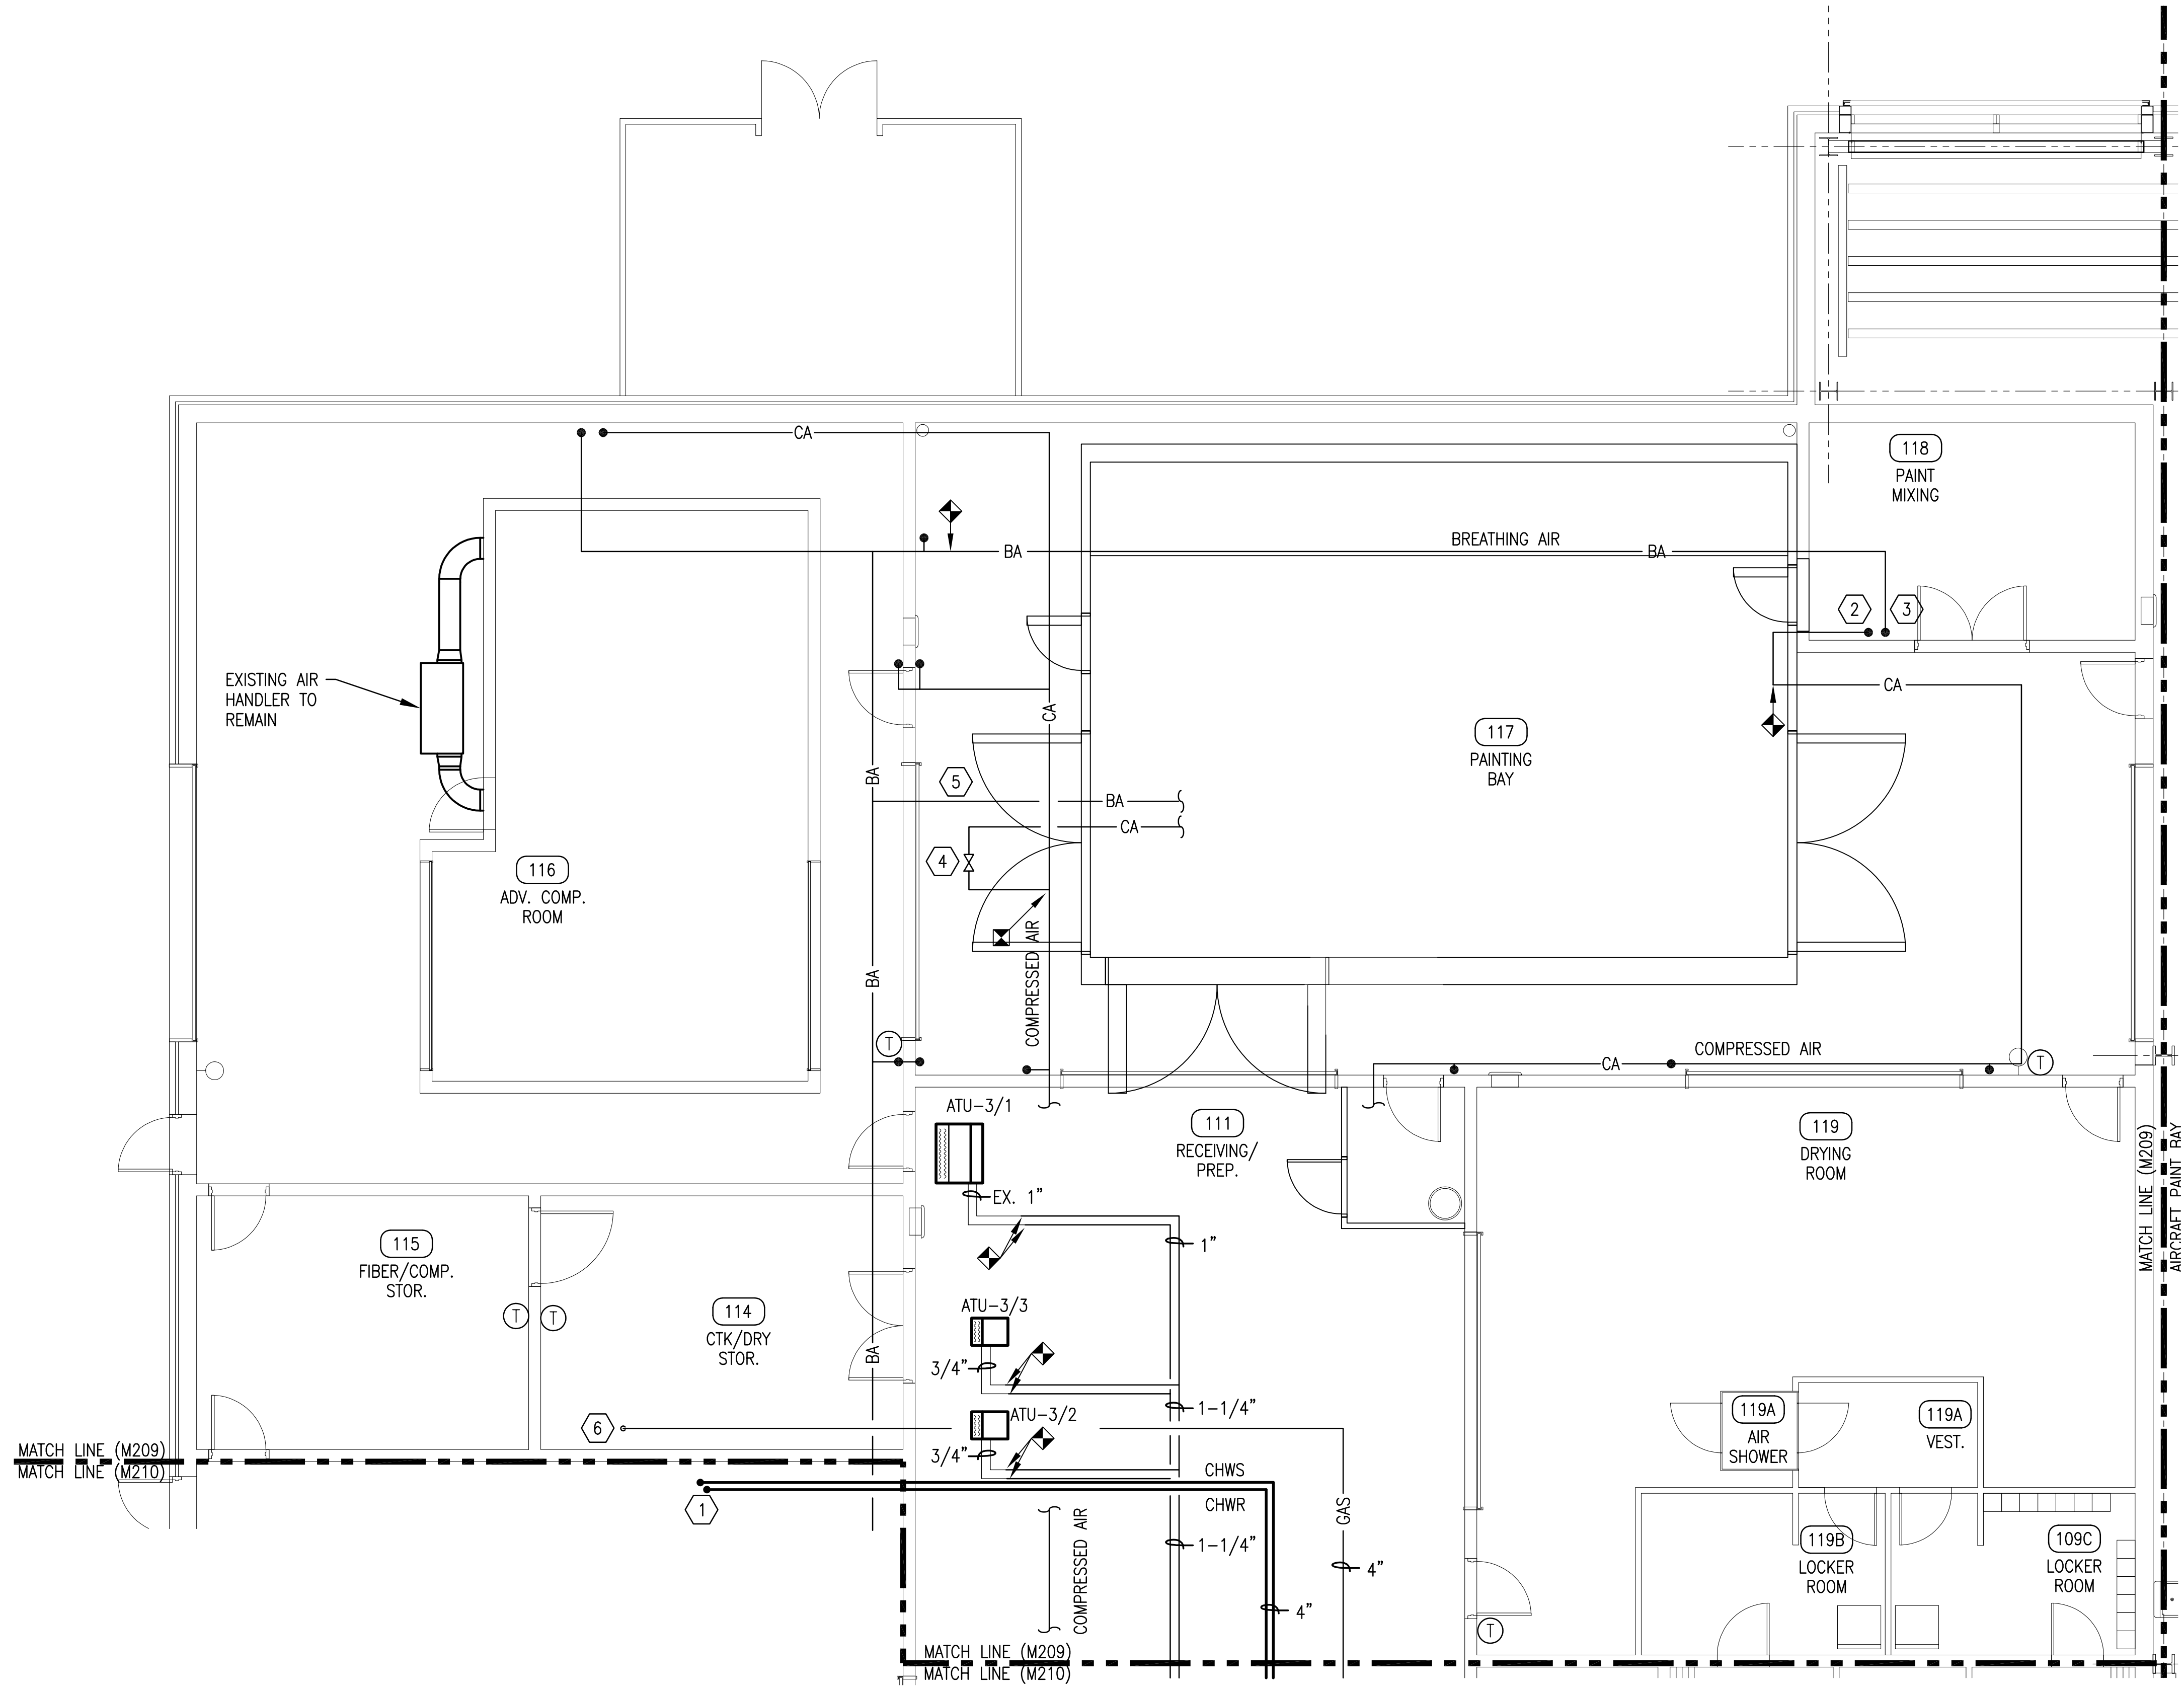 118
PAINT
MIXING
CA
BREATHING AIR
BA
BA
2
3
EXISTING AIR
HANDLER TO
REMAIN
CA
CA
117
PAINTING
BAY
BA
5
BA
CA
4
116
ADV. COMP.
ROOM
COMPRESSED AIR
BA
T
COMPRESSED AIR
CA
T
ATU-3/1
111
RECEIVING/
PREP.
119
DRYING
ROOM
EX. 1"
1"
MATCH LINE (M209)
AIRCRAFT PAINT BAY
115
FIBER/COMP.
STOR.
T
T
114
CTK/DRY
STOR.
ATU-3/3
3/4"
BA
1-1/4"
ATU-3/2
3/4"
6
119A
AIR
SHOWER
119A
VEST.
MATCH LINE (M209)
MATCH LINE (M210)
CHWS
CHWR
1
GAS
COMPRESSED AIR
1-1/4"
4"
4"
119B
LOCKER
ROOM
109C
LOCKER
ROOM
T
MATCH LINE (M209)
MATCH LINE (M210)